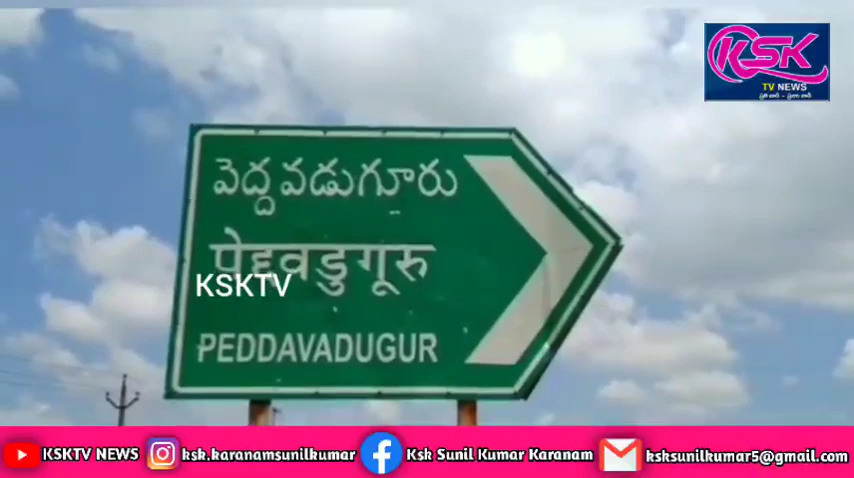 KSK
TV NEWS
పెద్దవడుగూరు
पेद्दवडुगूरु
KSKTV
PEDDAVADUGUR
KSKTV NEWS ksk.karanamsunilkumar Ksk Sunil Kumar Karanam ksksunilkumar5@gmail.com